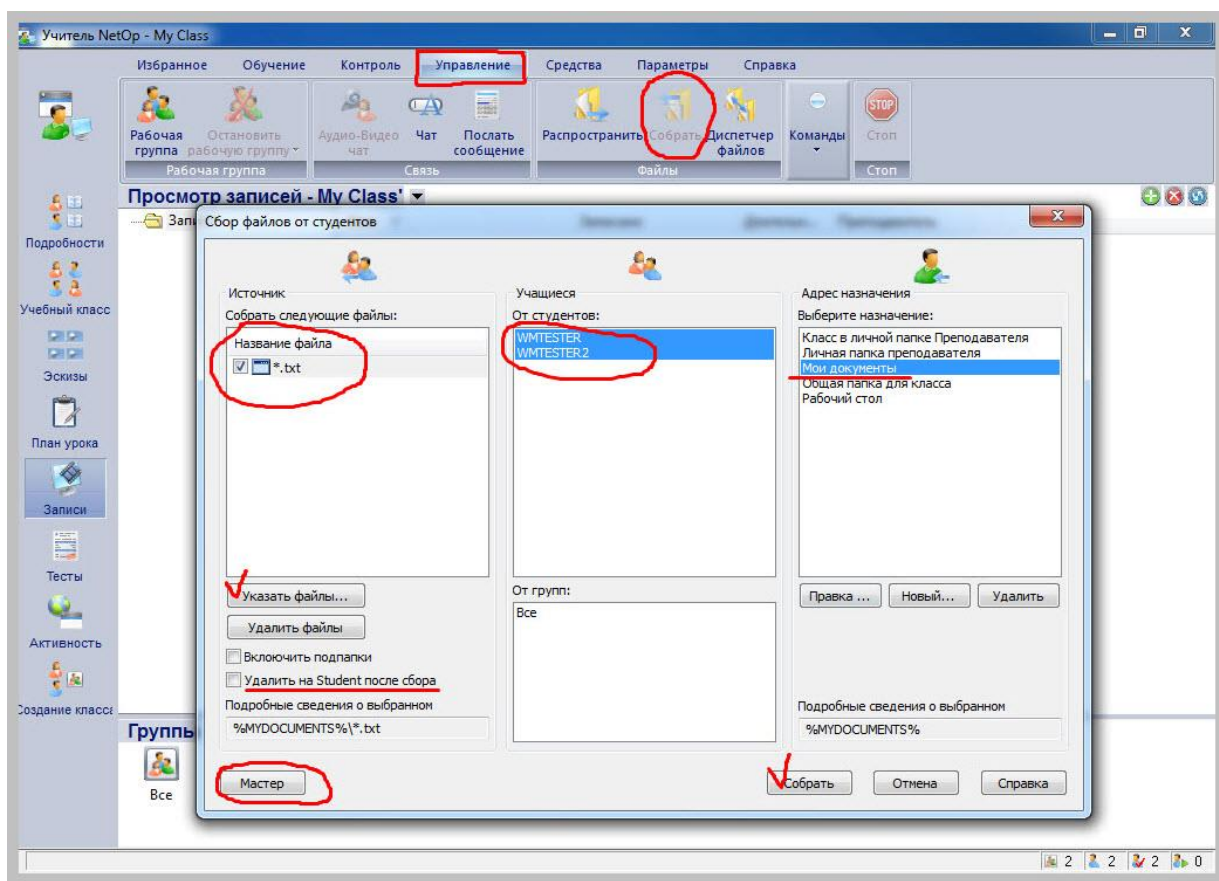 Учитель NetOp - My Class
Избранное Обучение Контроль Управление Средства Параметры Справка
Рабочая группа Остановить рабочую группу Аудио-Видео чат Чат Послать сообщение Распространить Собрать Диспетчер файлов Команды STOP Стоп
Рабочая группа Связь Файлы Стоп
Просмотр записей - My Class'
Запи
Подробности
Учебный класс
Эскизы
План урока
Записи
Тесты
Активность
Создание класса
Сбор файлов от студентов
Источник
Собрать следующие файлы:
Название файла
*.txt
Указать файлы...
Удалить файлы
Вклоючить подпапки
Удалить на Student после сбора
Подробные сведения о выбранном
%MYDOCUMENTS%\*.txt
Мастер
Учащиеся
От студентов:
WMTESTER
WMTESTER2
От групп:
Все
Адрес назначения
Выберите назначение:
Класс в личной папке Преподавателя
Личная папка преподавателя
Мои документы
Общая папка для класса
Рабочий стол
Правка ... Новый... Удалить
Подробные сведения о выбранном
%MYDOCUMENTS%
Собрать Отмена Справка
Группы
Все
2 2 2 0